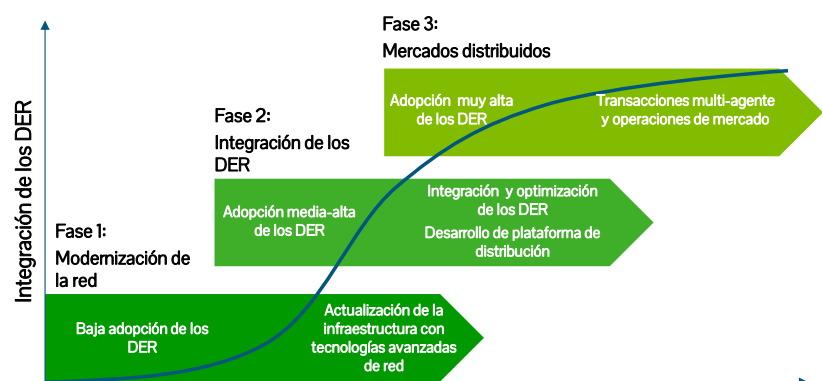 Fase 3:
Mercados distribuidos
Adopción muy alta
de los DER
Transacciones multi-agente
y operaciones de mercado
Fase 2:
Integración de los
DER
Adopción media-alta
de los DER
Integración y optimización
de los DER
Desarrollo de plataforma de
distribución
Fase 1:
Modernización de
la red
Baja adopción de los
DER
Actualización de la
infraestructura con
tecnologías avanzadas
de red
Integración de los DER